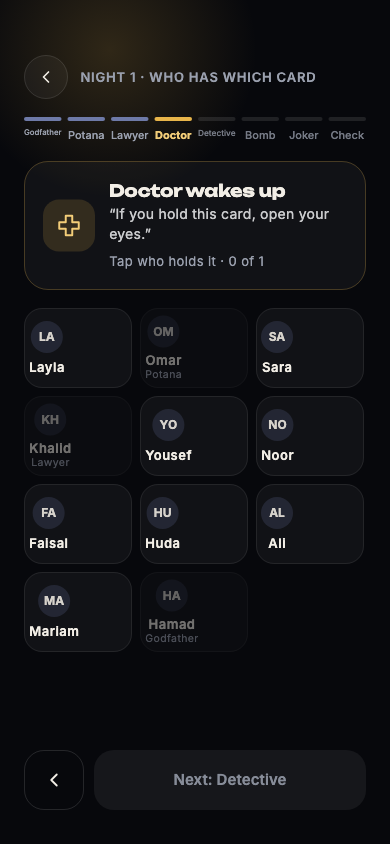 NIGHT 1 · WHO HAS WHICH CARD
Godfather Potana Lawyer Doctor Detective Bomb Joker Check
Doctor wakes up
"If you hold this card, open your
eyes."
Tap who holds it · 0 of 1
LA
Layla
OM
Omar
Potana
SA
Sara
KH
Khalid
Lawyer
YO
Yousef
NO
Noor
FA
Faisal
HU
Huda
AL
Ali
MA
Mariam
HA
Hamad
Godfather
Next: Detective